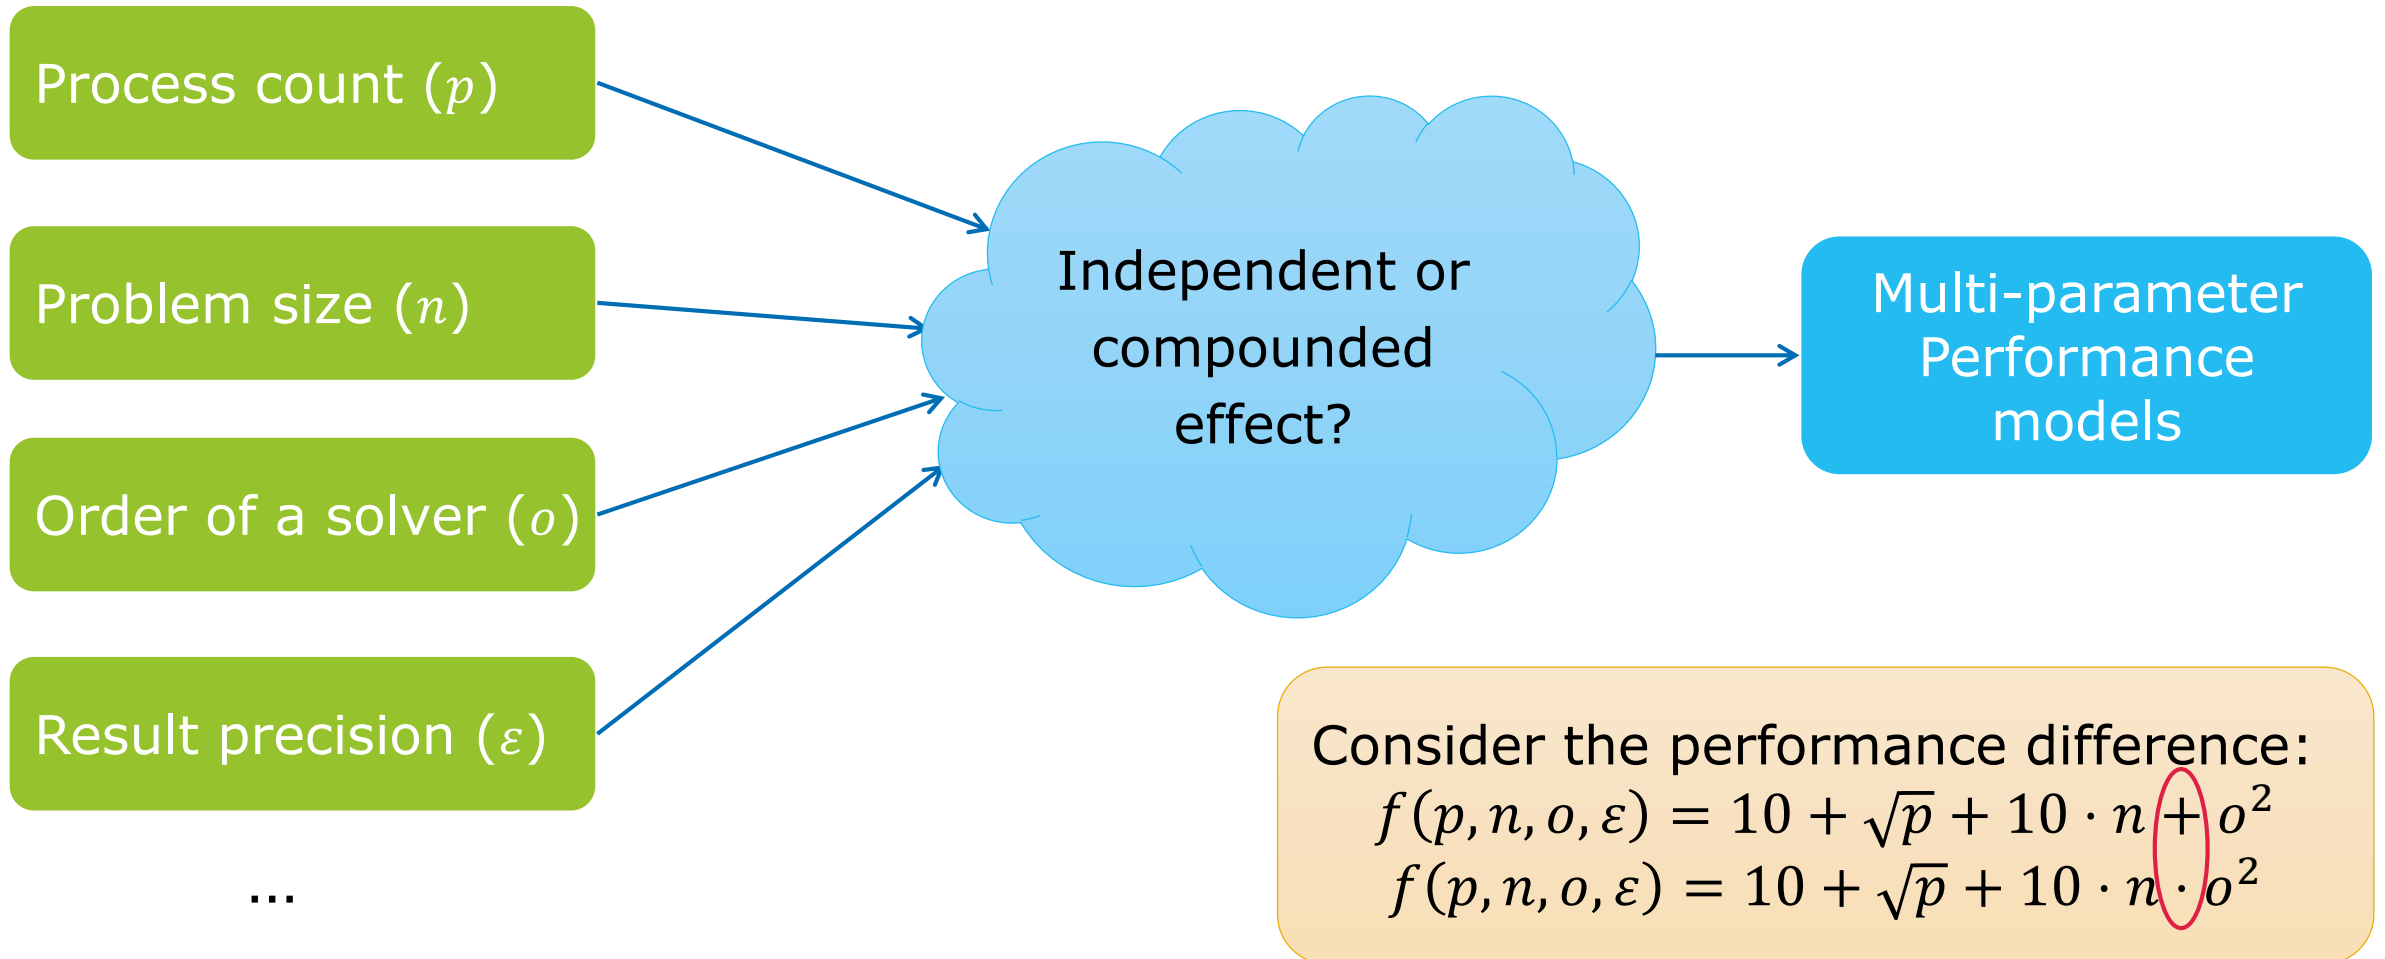 Process count (𝑝)
Problem size (𝑛)
Order of a solver (𝑜)
Result precision (𝜀)
...
Independent or
compounded
effect?
Multi-parameter
Performance
models
Consider the performance difference:
𝑓(𝑝, 𝑛, 𝑜, 𝜀) = 10 + √𝑝 + 10 ⋅ 𝑛 + 𝑜²
𝑓(𝑝, 𝑛, 𝑜, 𝜀) = 10 + √𝑝 + 10 ⋅ 𝑛 ⋅ 𝑜²